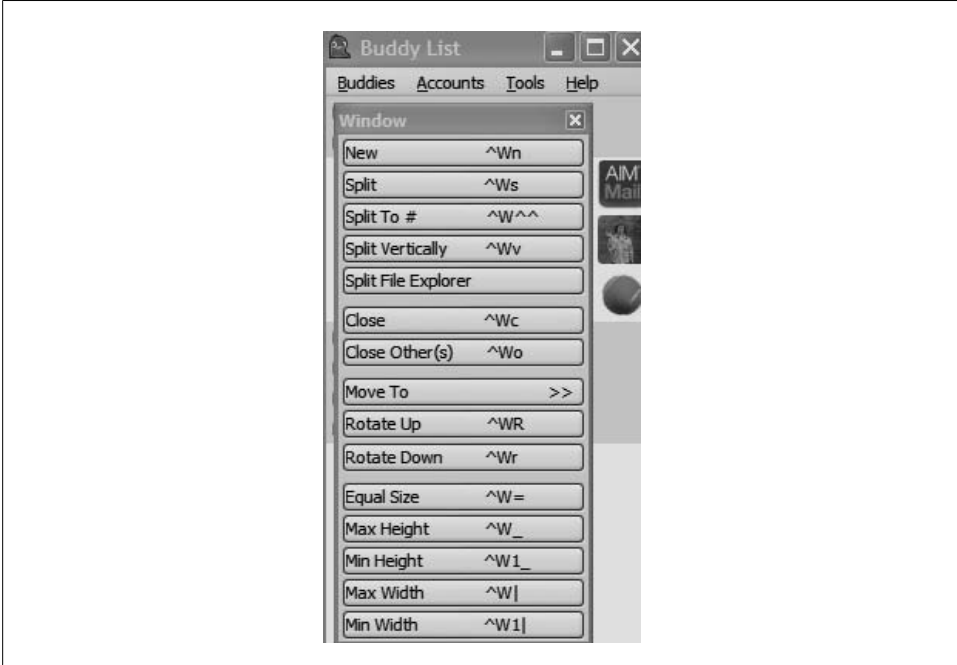 Buddy List
Buddies Accounts Tools Help
Window
New ^Wn
Split ^Ws
Split To # ^W^^
Split Vertically ^Wv
Split File Explorer
Close ^Wc
Close Other(s) ^Wo
Move To >>
Rotate Up ^WR
Rotate Down ^Wr
Equal Size ^W=
Max Height ^W_
Min Height ^W1_
Max Width ^W|
Min Width ^W1|
AIM
Mail